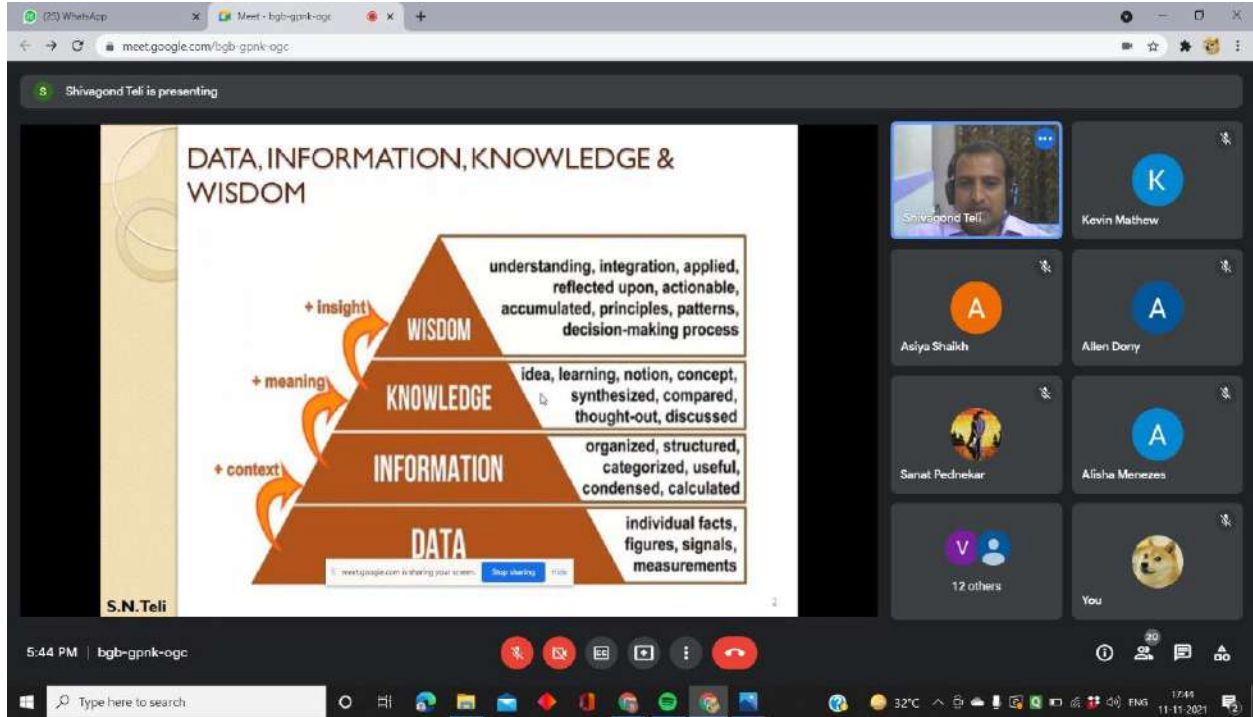 (25) WhatsApp
Meet - bgb-gpnk-ogc
meet.google.com/bgb-gpnk-ogc
S
Shivagond Teli is presenting
DATA, INFORMATION, KNOWLEDGE &
WISDOM
understanding, integration, applied,
reflected upon, actionable,
accumulated, principles, patterns,
decision-making process
+ insight
WISDOM
idea, learning, notion, concept,
synthesized, compared,
thought-out, discussed
+ meaning
KNOWLEDGE
organized, structured,
categorized, useful,
condensed, calculated
+ context
INFORMATION
individual facts,
figures, signals,
measurements
DATA
meet.google.com is sharing your screen. Stop sharing Hide
S.N.Teli
2
Shivagond Teli
K
Kevin Mathew
A
Asiya Shaikh
A
Allen Dony
Sanat Pednekar
A
Alisha Menezes
V
12 others
You
5:44 PM | bgb-gpnk-ogc
CC
20
Type here to search
32°C
ENG
17:44
11-11-2021
2